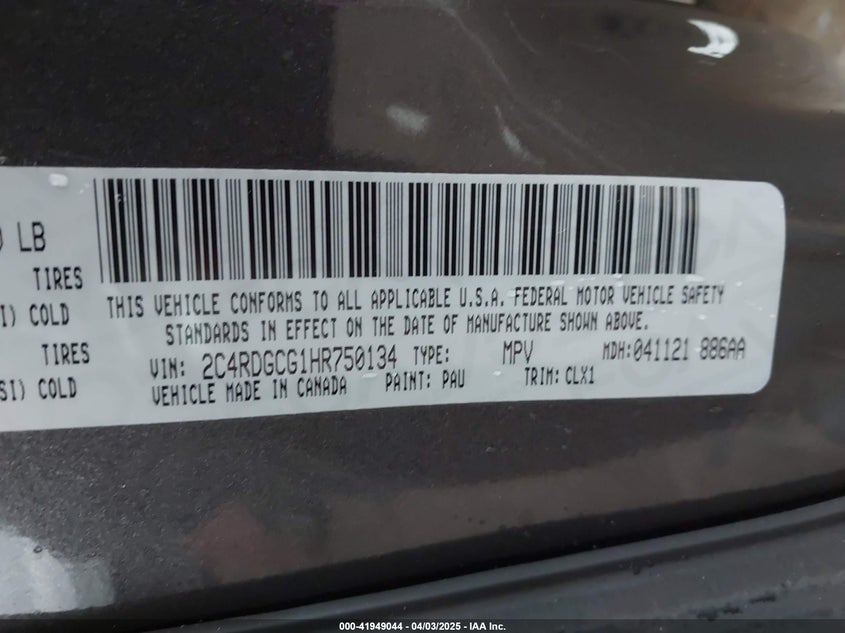 LB
TIRES
COLD
TIRES
COLD
THIS VEHICLE CONFORMS TO ALL APPLICABLE U.S.A. FEDERAL MOTOR VEHICLE SAFETY
STANDARDS IN EFFECT ON THE DATE OF MANUFACTURE SHOWN ABOVE.
VIN: 2C4RDGCG1HR750134 TYPE: MPV MDH:041121 886AA
VEHICLE MADE IN CANADA PAINT: PAU TRIM: CLX1
000-41949044 - 04/03/2025 - IAA Inc.